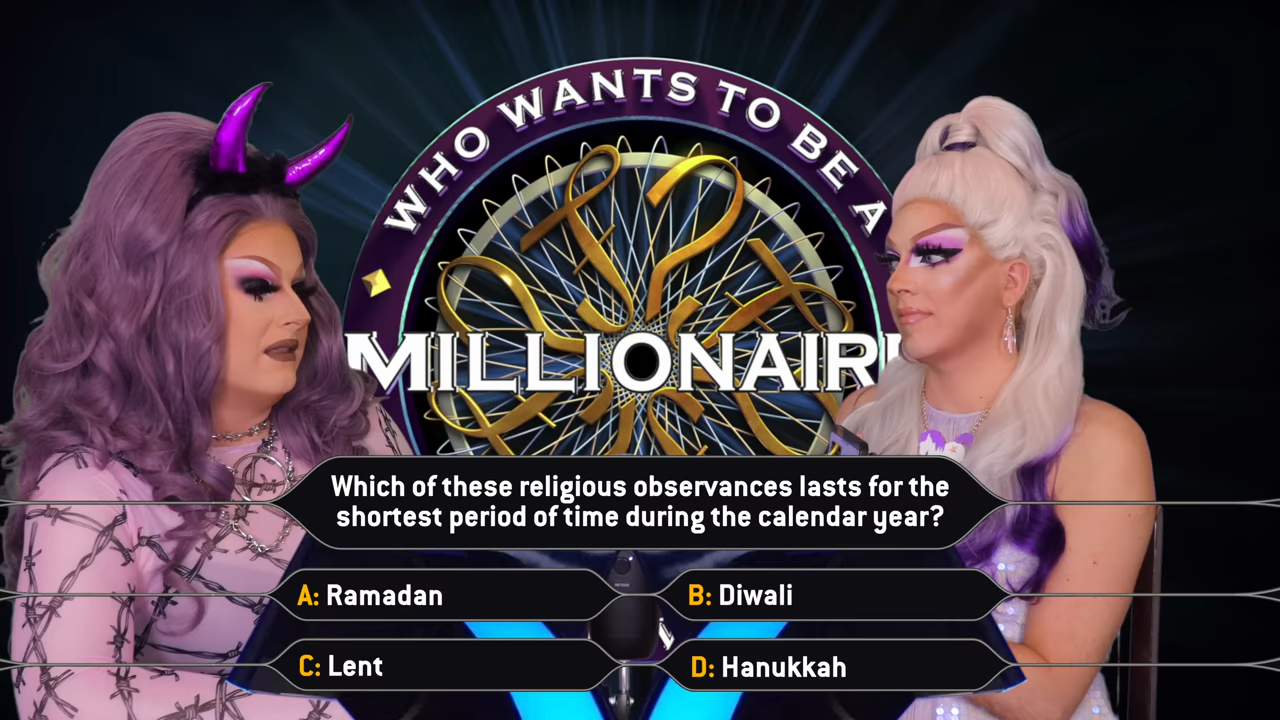 WHO WANTS TO BE A
MILLIONAIR
Which of these religious observances lasts for the
shortest period of time during the calendar year?
A: Ramadan
B: Diwali
C: Lent
D: Hanukkah